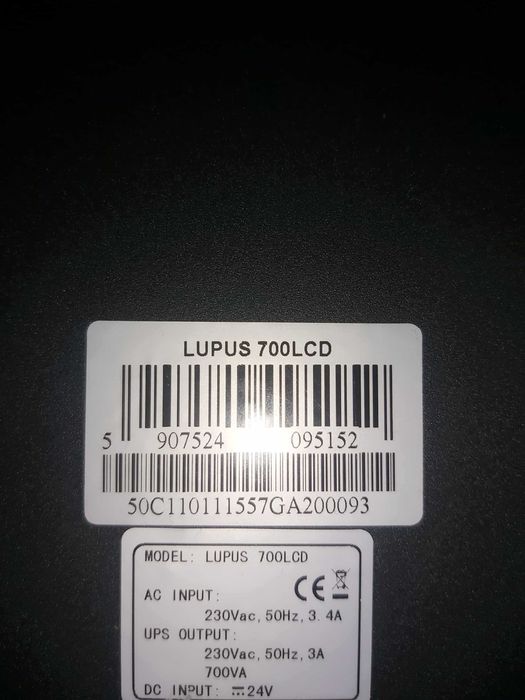 LUPUS 700LCD
5 907524 095152
50C110111557GA200093
MODEL: LUPUS 700LCD
CE
AC INPUT:
230Vac, 50Hz, 3.4A
UPS OUTPUT:
230Vac, 50Hz, 3A
700VA
DC INPUT: ⎓24V